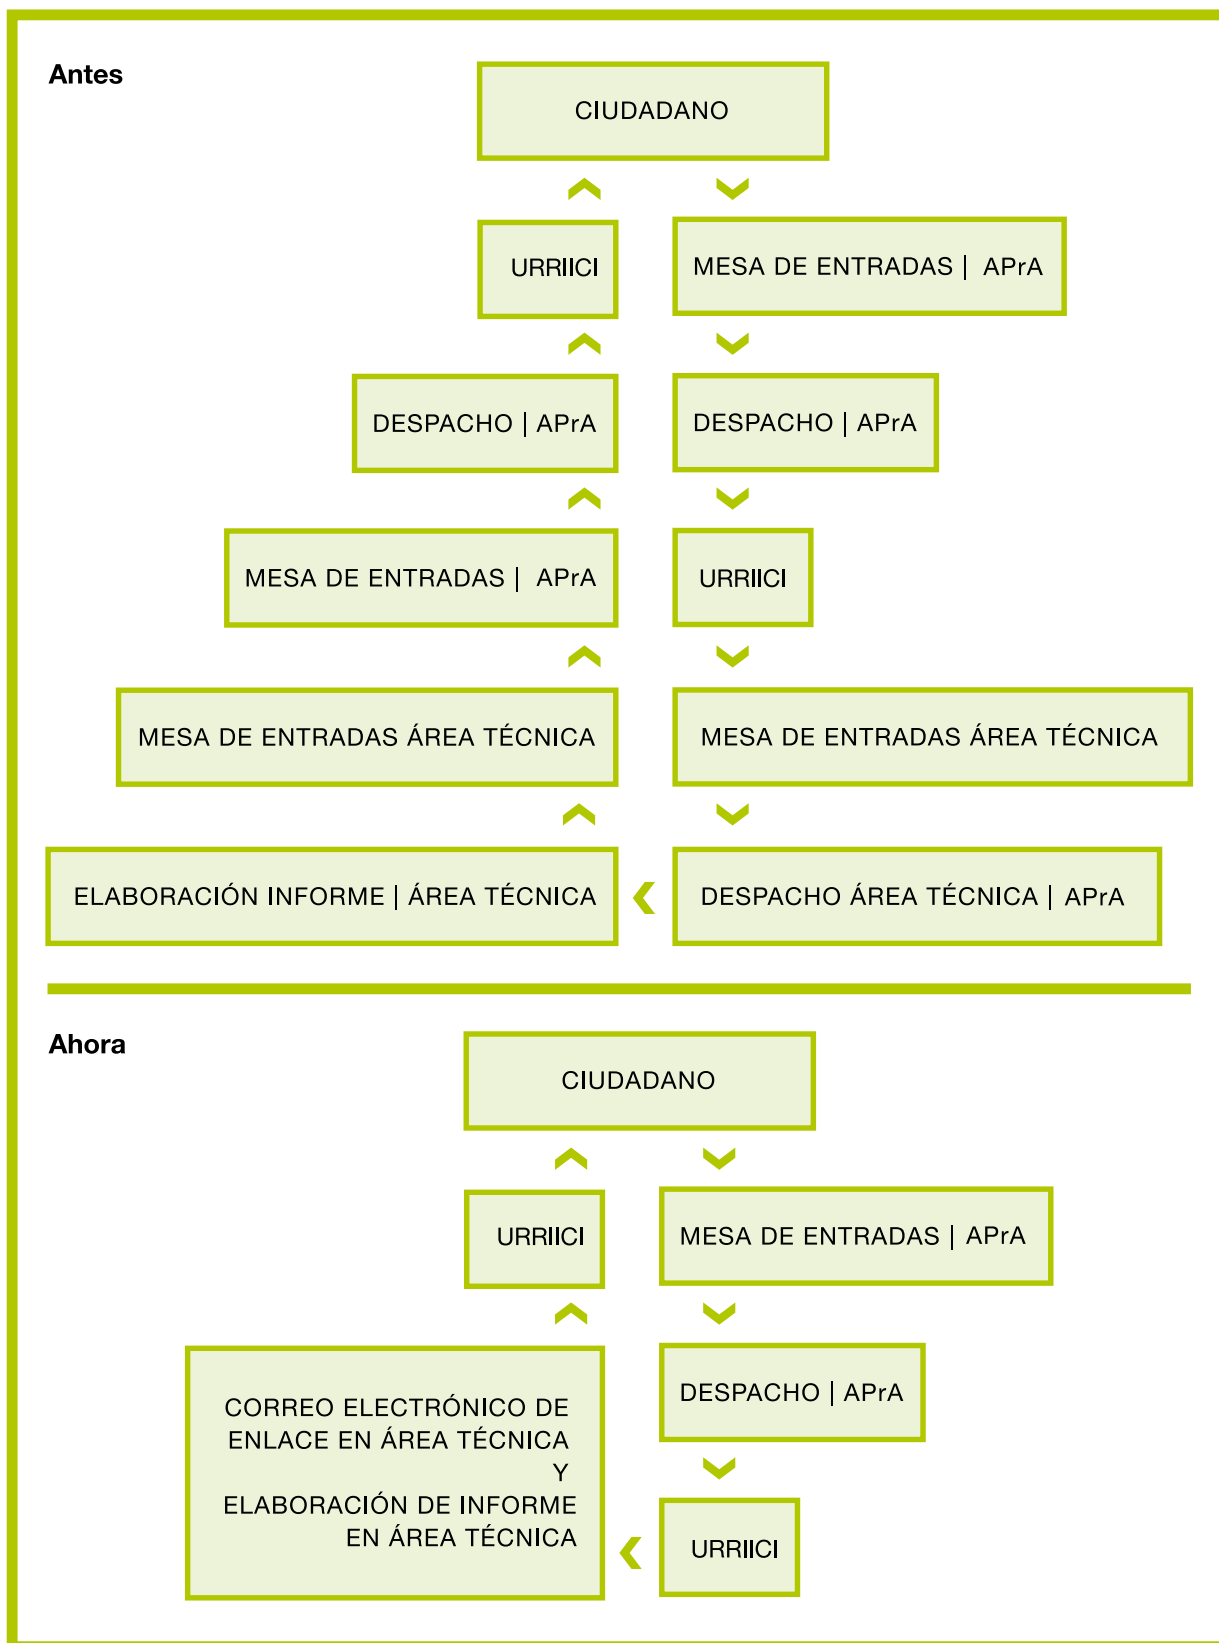 Antes
CIUDADANO
URRIICI
MESA DE ENTRADAS | APrA
DESPACHO | APrA
DESPACHO | APrA
MESA DE ENTRADAS | APrA
URRIICI
MESA DE ENTRADAS ÁREA TÉCNICA
MESA DE ENTRADAS ÁREA TÉCNICA
ELABORACIÓN INFORME | ÁREA TÉCNICA
DESPACHO ÁREA TÉCNICA | APrA
Ahora
CIUDADANO
URRIICI
MESA DE ENTRADAS | APrA
DESPACHO | APrA
CORREO ELECTRÓNICO DE
ENLACE EN ÁREA TÉCNICA
Y
ELABORACIÓN DE INFORME
EN ÁREA TÉCNICA
URRIICI